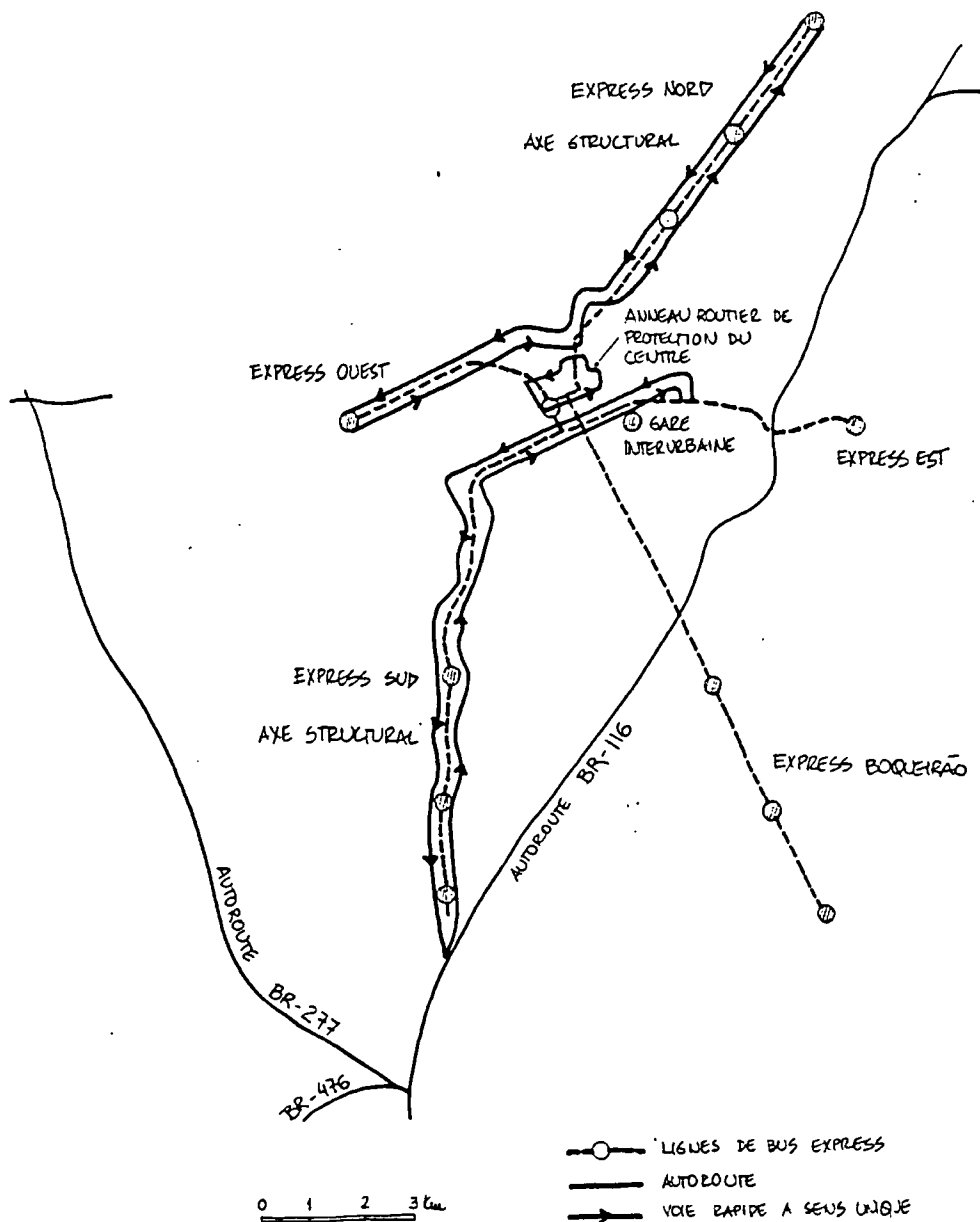 EXPRESS NORD
AXE STRUCTURAL
ANNEAU ROUTIER DE
PROTECTION DU
CENTRE
EXPRESS OUEST
GARE
INTERURBAINE
EXPRESS EST
EXPRESS SUD
AXE STRUCTURAL
AUTOROUTE BR-116
EXPRESS BOQUEIRÃO
AUTOROUTE BR-277
BR-476
LIGNES DE BUS EXPRESS
AUTOROUTE
VOIE RAPIDE A SENS UNIQUE
0 1 2 3 km